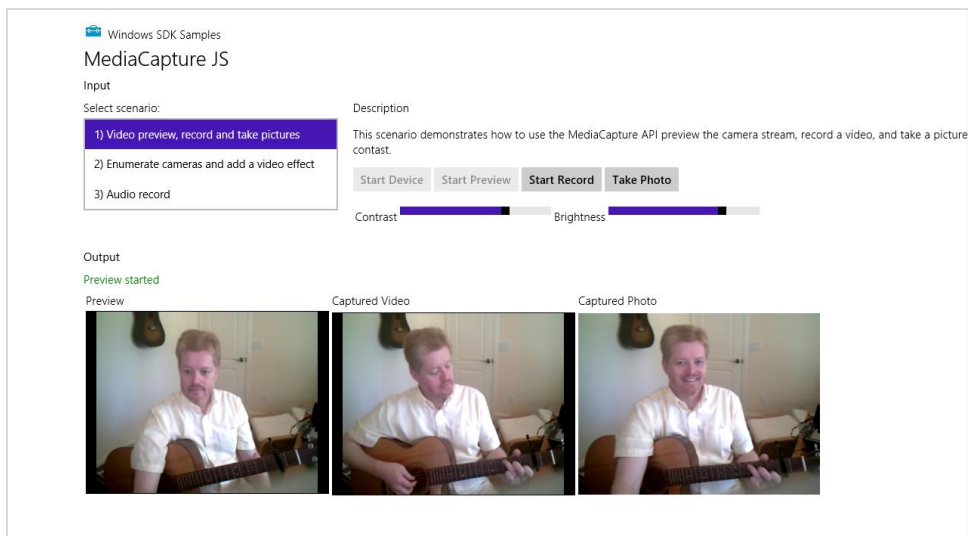 Windows SDK Samples
MediaCapture JS
Input
Select scenario:
1) Video preview, record and take pictures
2) Enumerate cameras and add a video effect
3) Audio record
Description
This scenario demonstrates how to use the MediaCapture API preview the camera stream, record a video, and take a picture
contast.
Start Device Start Preview Start Record Take Photo
Contrast Brightness
Output
Preview started
Preview Captured Video Captured Photo